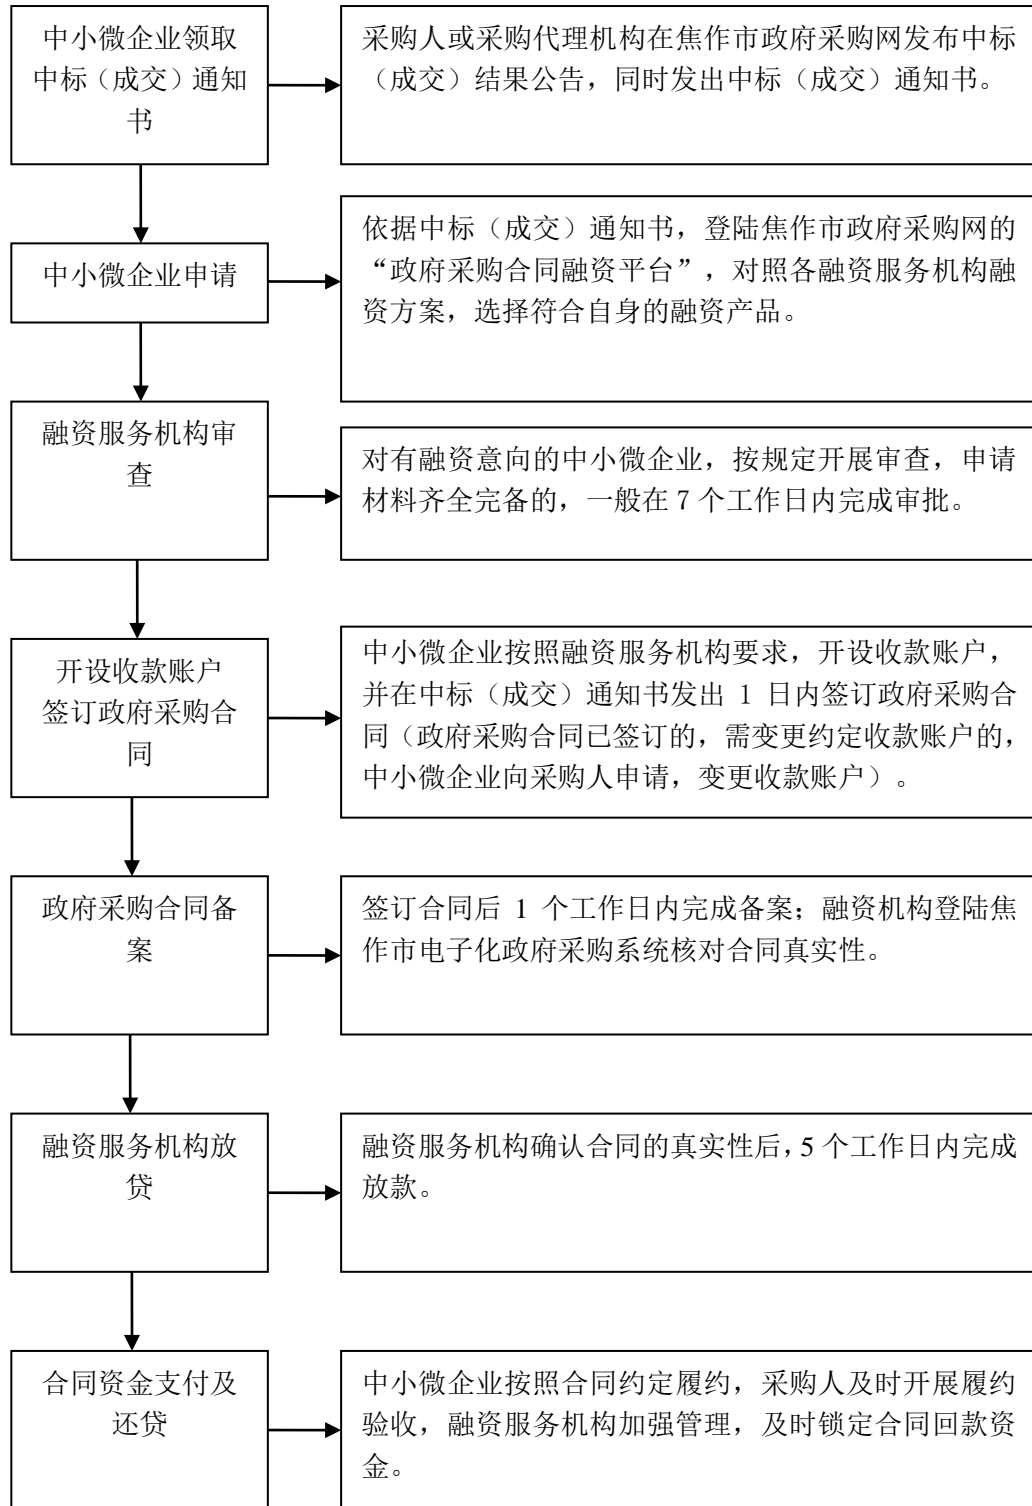 中小微企业领取
中标（成交）通知
书
采购人或采购代理机构在焦作市政府采购网发布中标
（成交）结果公告，同时发出中标（成交）通知书。
中小微企业申请
依据中标（成交）通知书，登陆焦作市政府采购网的
“政府采购合同融资平台”，对照各融资服务机构融
资方案，选择符合自身的融资产品。
融资服务机构审
查
对有融资意向的中小微企业，按规定开展审查，申请
材料齐全完备的，一般在 7 个工作日内完成审批。
开设收款账户
签订政府采购合
同
中小微企业按照融资服务机构要求，开设收款账户，
并在中标（成交）通知书发出 1 日内签订政府采购合
同（政府采购合同已签订的，需变更约定收款账户的，
中小微企业向采购人申请，变更收款账户）。
政府采购合同备
案
签订合同后 1 个工作日内完成备案；融资机构登陆焦
作市电子化政府采购系统核对合同真实性。
融资服务机构放
贷
融资服务机构确认合同的真实性后，5 个工作日内完成
放款。
合同资金支付及
还贷
中小微企业按照合同约定履约，采购人及时开展履约
验收，融资服务机构加强管理，及时锁定合同回款资
金。